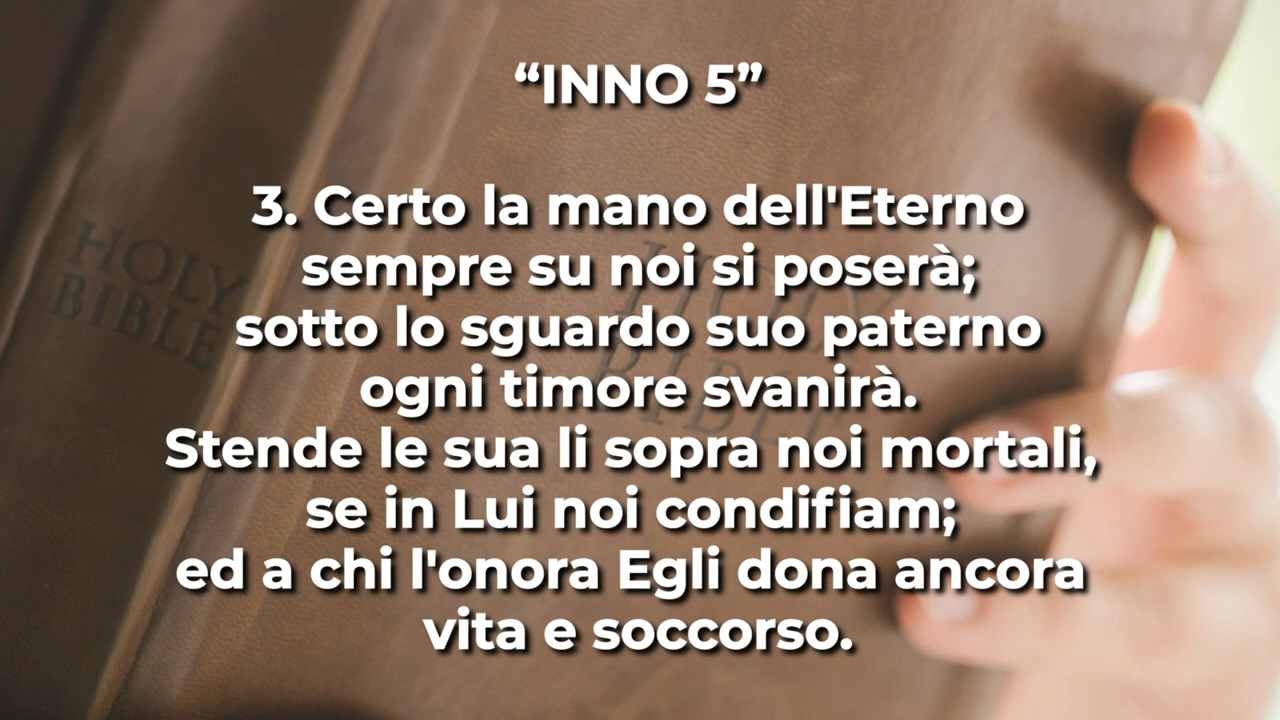 “INNO 5”
3. Certo la mano dell'Eterno
sempre su noi si poserà;
sotto lo sguardo suo paterno
ogni timore svanirà.
Stende le sua li sopra noi mortali,
se in Lui noi condifiam;
ed a chi l'onora Egli dona ancora
vita e soccorso.
HOLY
BIBLE
HOLY
BIBLE